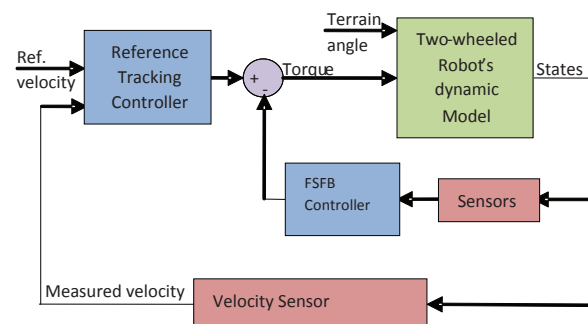 Ref.
velocity
Reference
Tracking
Controller
+
-
Terrain
angle
Torque
Two-wheeled
Robot's
dynamic
Model
States
FSFB
Controller
Sensors
Measured velocity
Velocity Sensor